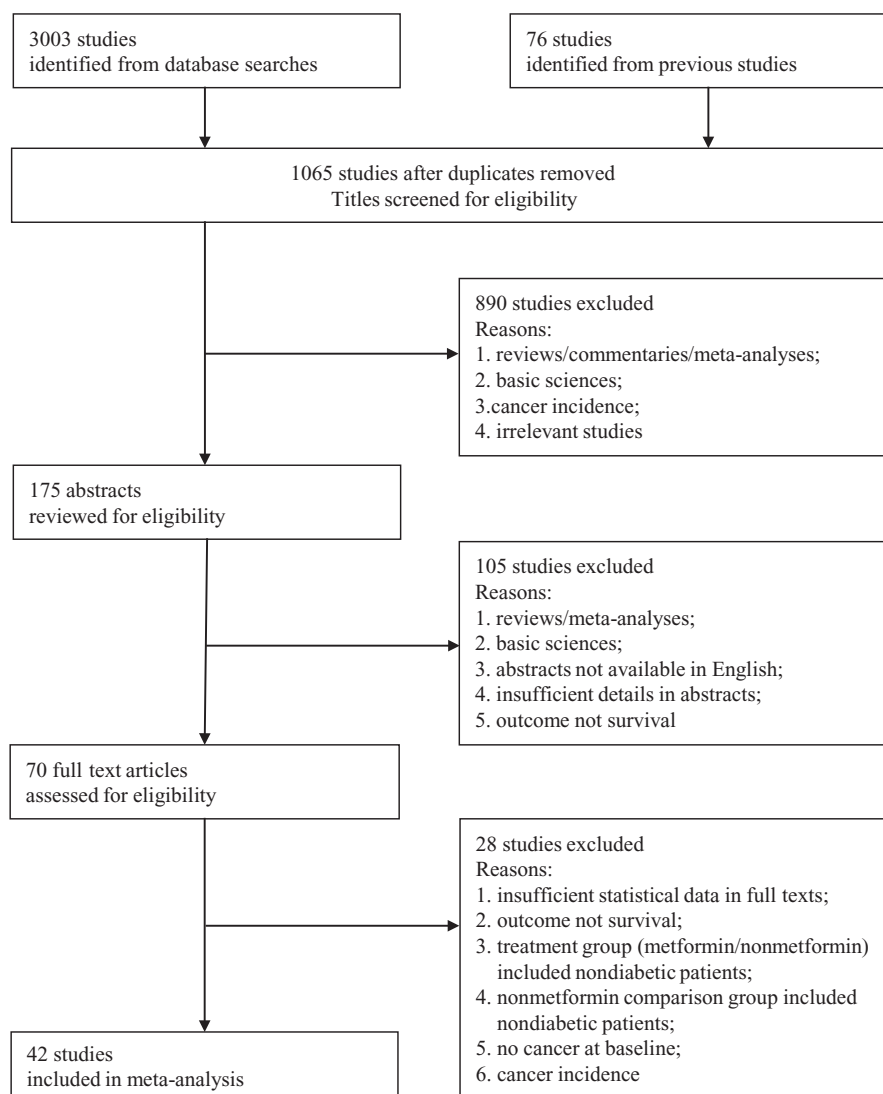 3003 studies
identified from database searches
76 studies
identified from previous studies
1065 studies after duplicates removed
Titles screened for eligibility
890 studies excluded
Reasons:
1. reviews/commentaries/meta-analyses;
2. basic sciences;
3.cancer incidence;
4. irrelevant studies
175 abstracts
reviewed for eligibility
105 studies excluded
Reasons:
1. reviews/meta-analyses;
2. basic sciences;
3. abstracts not available in English;
4. insufficient details in abstracts;
5. outcome not survival
70 full text articles
assessed for eligibility
28 studies excluded
Reasons:
1. insufficient statistical data in full texts;
2. outcome not survival;
3. treatment group (metformin/nonmetformin)
included nondiabetic patients;
4. nonmetformin comparison group included
nondiabetic patients;
5. no cancer at baseline;
6. cancer incidence
42 studies
included in meta-analysis